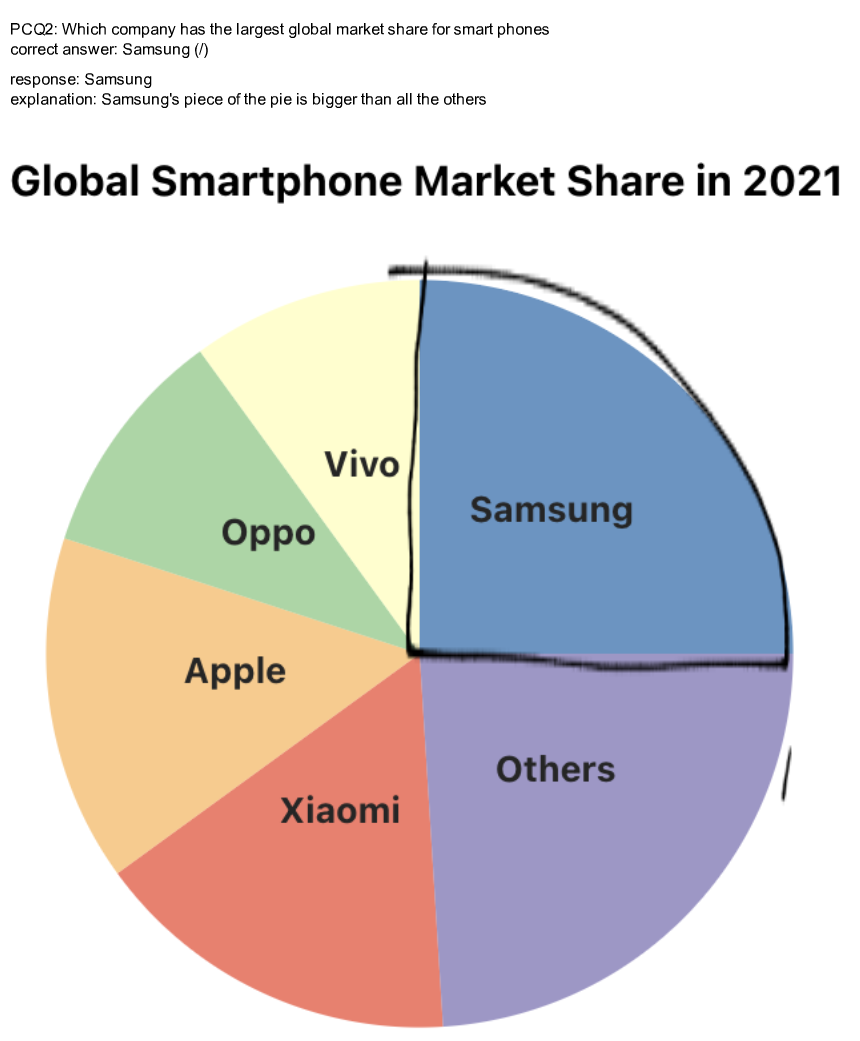 PCQ2: Which company has the largest global market share for smart phones
correct answer: Samsung (/)
response: Samsung
explanation: Samsung's piece of the pie is bigger than all the others
Global Smartphone Market Share in 2021
Vivo
Samsung
Oppo
Apple
Others
Xiaomi